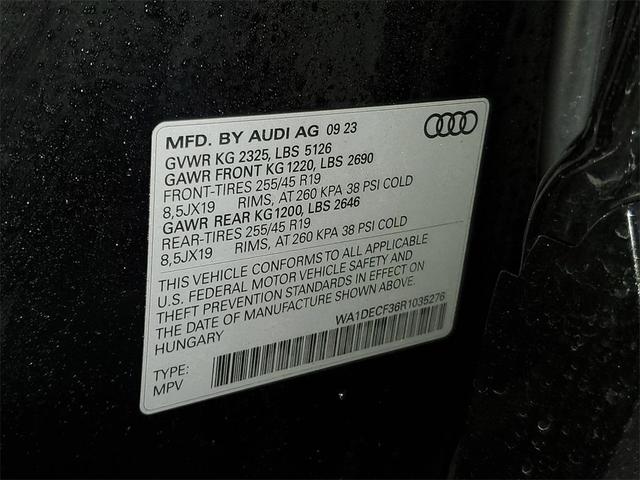 MFD. BY AUDI AG 09 23
GVWR KG 2325, LBS 5126
GAWR FRONT KG 1220, LBS 2690
FRONT-TIRES 255/45 R19
8,5JX19 RIMS, AT 260 KPA 38 PSI COLD
GAWR REAR KG 1200, LBS 2646
REAR-TIRES 255/45 R19
8,5JX19 RIMS, AT 260 KPA 38 PSI COLD
THIS VEHICLE CONFORMS TO ALL APPLICABLE
U.S. FEDERAL MOTOR VEHICLE SAFETY AND
THEFT PREVENTION STANDARDS IN EFFECT ON
THE DATE OF MANUFACTURE SHOWN ABOVE.
HUNGARY WA1DECF36R1035276
TYPE:
MPV